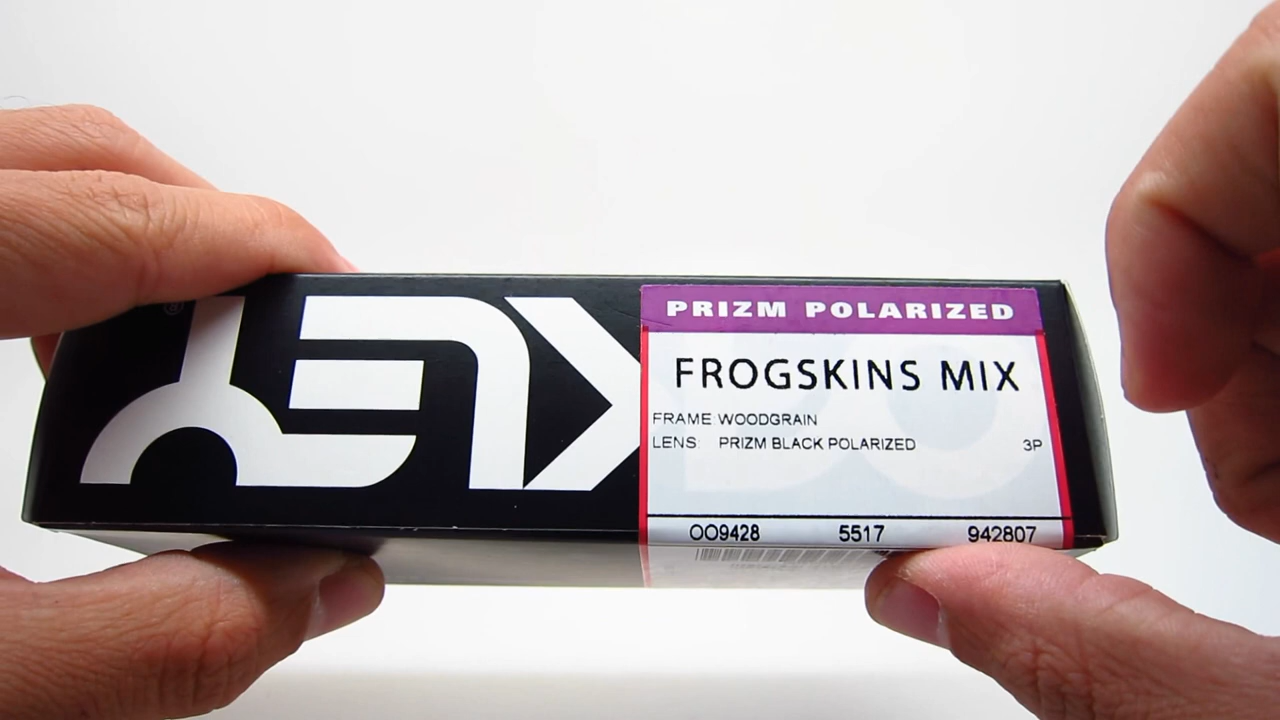 PRIZM POLARIZED
FROGSKINS MIX
FRAME: WOODGRAIN
LENS: PRIZM BLACK POLARIZED 3P
OO9428 5517 942807